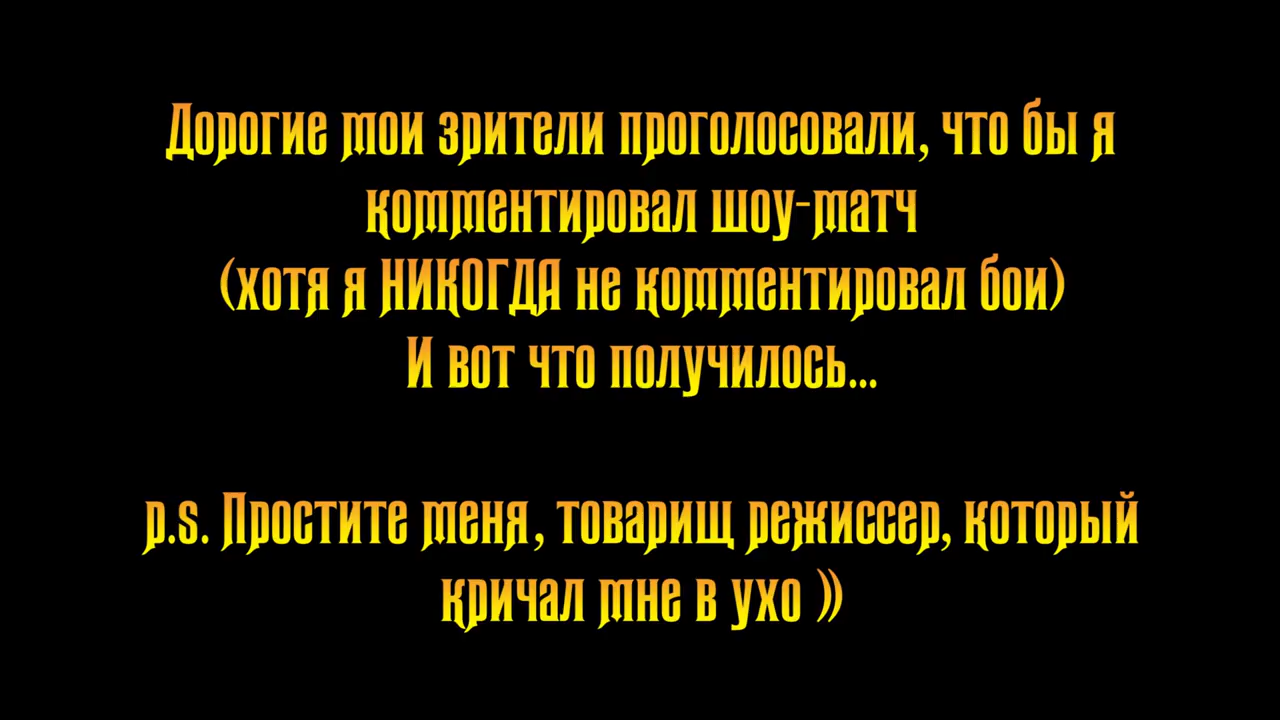 Дорогие мои зрители проголосовали, что бы я
комментировал шоу-матч
(хотя я НИКОГДА не комментировал бои)
И вот что получилось...
p.s. Простите меня, товарищ режиссер, который
кричал мне в ухо ))